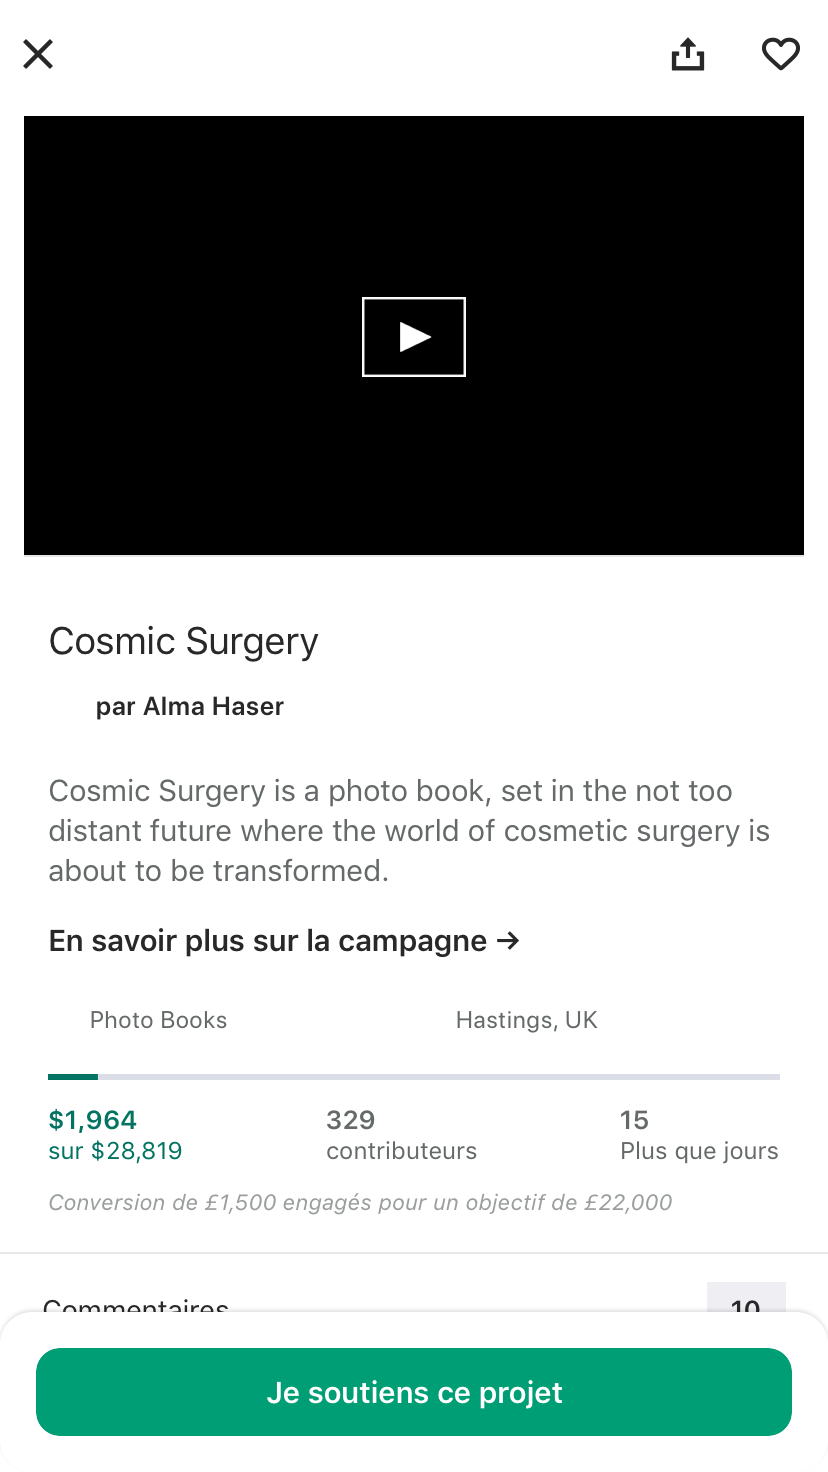 Cosmic Surgery
par Alma Haser
Cosmic Surgery is a photo book, set in the not too
distant future where the world of cosmetic surgery is
about to be transformed.
En savoir plus sur la campagne →
Photo Books
Hastings, UK
$1,964
sur $28,819
329
contributeurs
15
Plus que jours
Conversion de £1,500 engagés pour un objectif de £22,000
Commentaires
10
Je soutiens ce projet